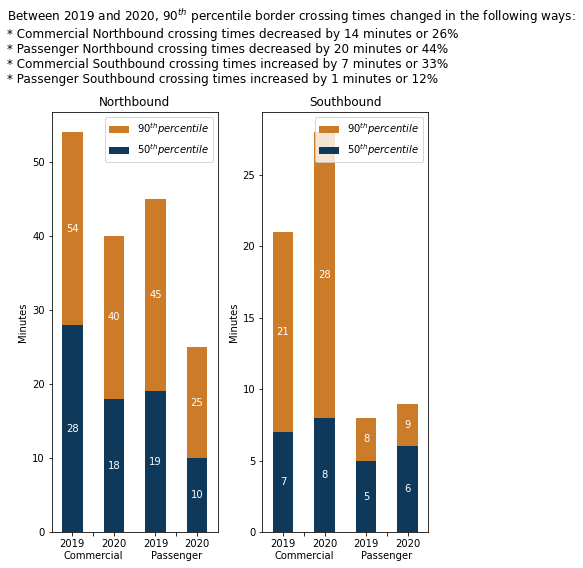 Between 2019 and 2020, 90th percentile border crossing times changed in the following ways:
* Commercial Northbound crossing times decreased by 14 minutes or 26%
* Passenger Northbound crossing times decreased by 20 minutes or 44%
* Commercial Southbound crossing times increased by 7 minutes or 33%
* Passenger Southbound crossing times increased by 1 minutes or 12%
Northbound
90thpercentile
50thpercentile
Minutes
50
40
30
20
10
0
54
40
45
25
28
18
19
10
2019 2020 2019 2020
Commercial Passenger
Southbound
90thpercentile
50thpercentile
Minutes
25
20
15
10
5
0
21
28
8
9
7
8
5
6
2019 2020 2019 2020
Commercial Passenger